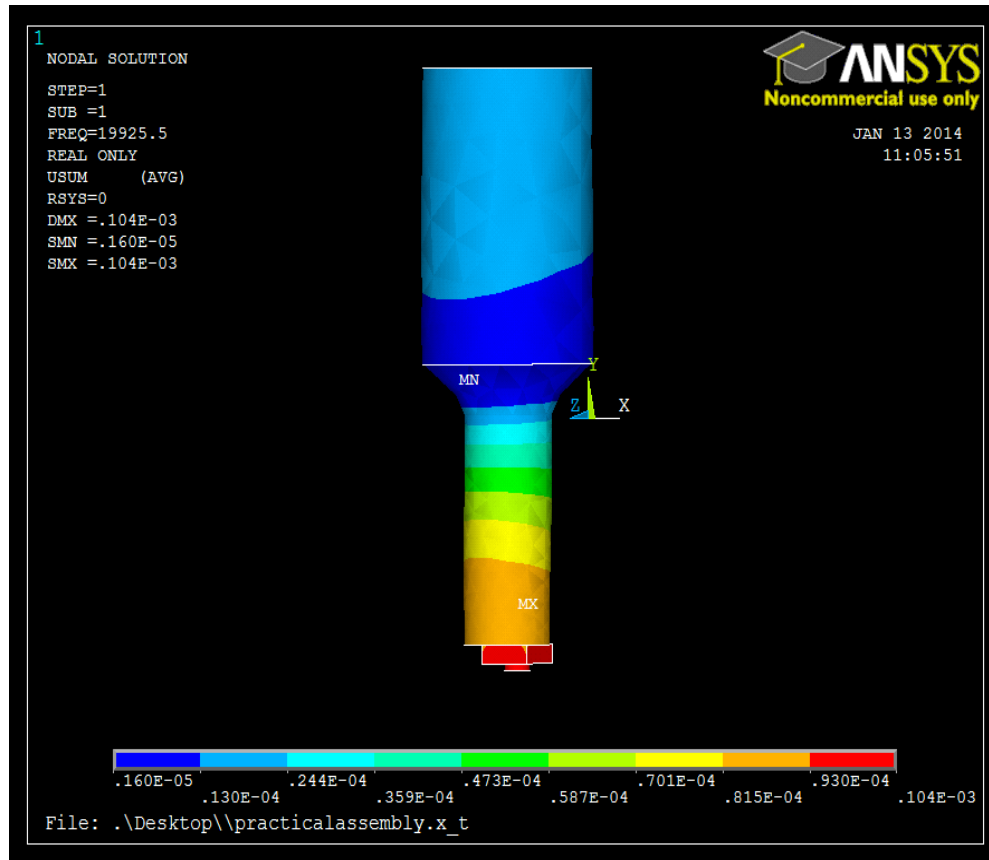 1
NODAL SOLUTION
STEP=1
SUB =1
FREQ=19925.5
REAL ONLY
USUM (AVG)
RSYS=0
DMX =.104E-03
SMN =.160E-05
SMX =.104E-03
ANSYS
Noncommercial use only
JAN 13 2014
11:05:51
MN
Y
Z X
MX
.160E-05 .244E-04 .473E-04 .701E-04 .930E-04
.130E-04 .359E-04 .587E-04 .815E-04 .104E-03
File: .\Desktop\\practicalassembly.x_t